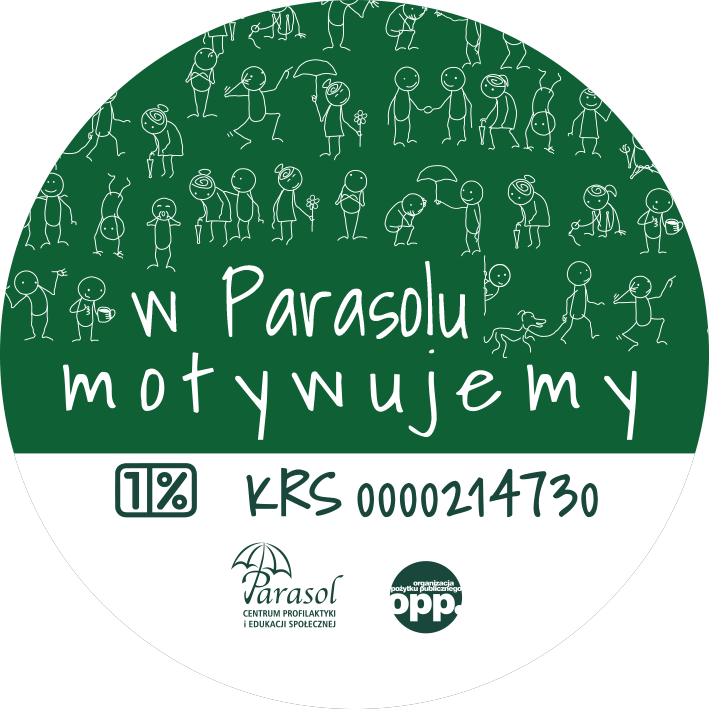 w Parasolu
motywujemy
1% KRS 0000214730
Parasol
CENTRUM PROFILAKTYKI
i EDUKACJI SPOŁECZNEJ
organizacja
pożytku publicznego
opp.